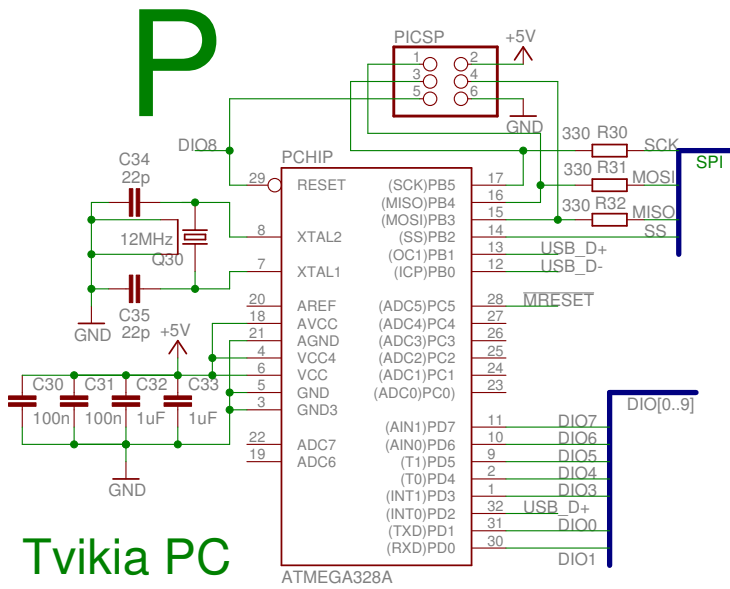 P
PICSP
+5V
1 2
3 4
5 6
GND
DIO8
PCHIP
330 R30 SCK
SPI
330 R31 MOSI
330 R32 MISO
SS
C34
22p
12MHz
Q30
C35
22p
GND
+5V
29 RESET
8 XTAL2
7 XTAL1
20 AREF
18 AVCC
21 AGND
4 VCC4
6 VCC
5 GND
3 GND3
22 ADC7
19 ADC6
(SCK)PB5 17
(MISO)PB4 16
(MOSI)PB3 15
(SS)PB2 14
(OC1)PB1 13 USB_D+
(ICP)PB0 12 USB_D-
(ADC5)PC5 28 MRESET
(ADC4)PC4 27
(ADC3)PC3 26
(ADC2)PC2 25
(ADC1)PC1 24
(ADC0)PC0) 23
DIO[0..9]
(AIN1)PD7 11 DIO7
(AIN0)PD6 10 DIO6
(T1)PD5 9 DIO5
(T0)PD4 2 DIO4
(INT1)PD3 1 DIO3
(INT0)PD2 32 USB_D+
(TXD)PD1 31 DIO0
(RXD)PD0 30 DIO1
C30 C31 C32 C33
100n 100n 1uF 1uF
GND
Tvikia PC
ATMEGA328A